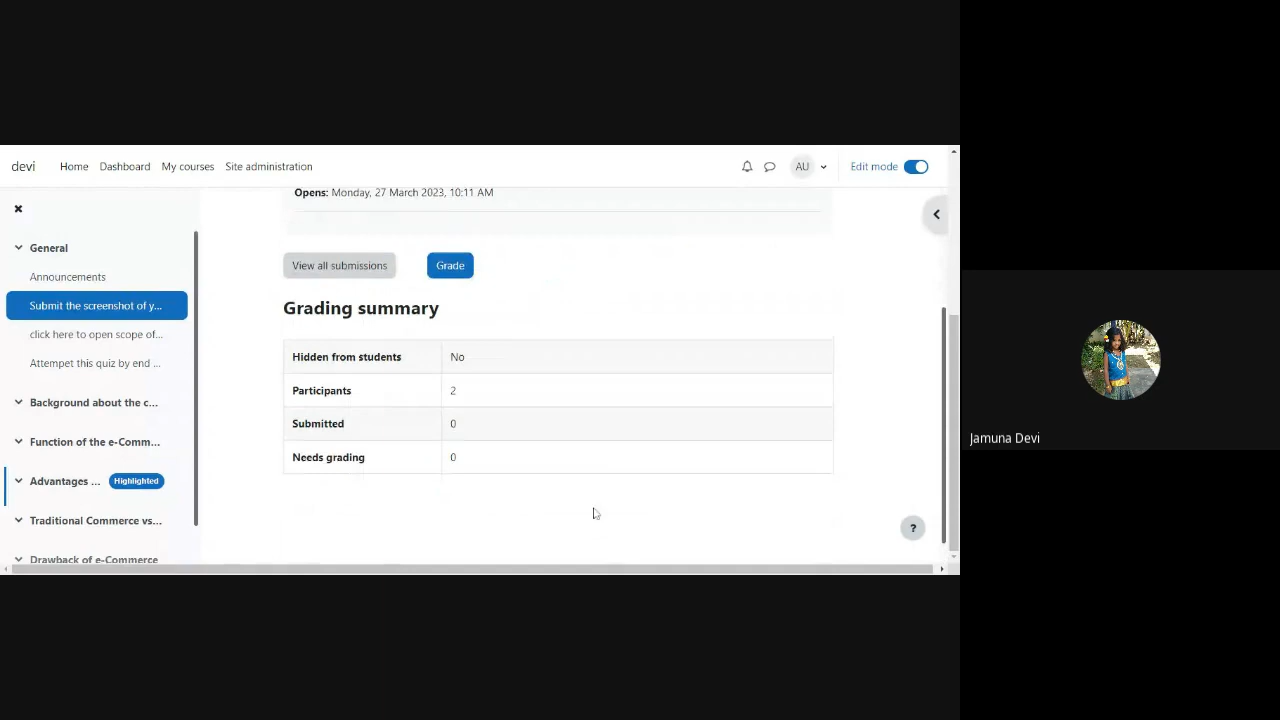 devi Home Dashboard My courses Site administration AU Edit mode
Opens: Monday, 27 March 2023, 10:11 AM
General
Announcements
Submit the screenshot of y...
click here to open scope of...
Attempet this quiz by end ...
Background about the c...
Function of the e-Comm...
Advantages ... Highlighted
Traditional Commerce vs...
Drawback of e-Commerce
View all submissions Grade
Grading summary
Hidden from students No
Participants 2
Submitted 0
Needs grading 0
?
Jamuna Devi